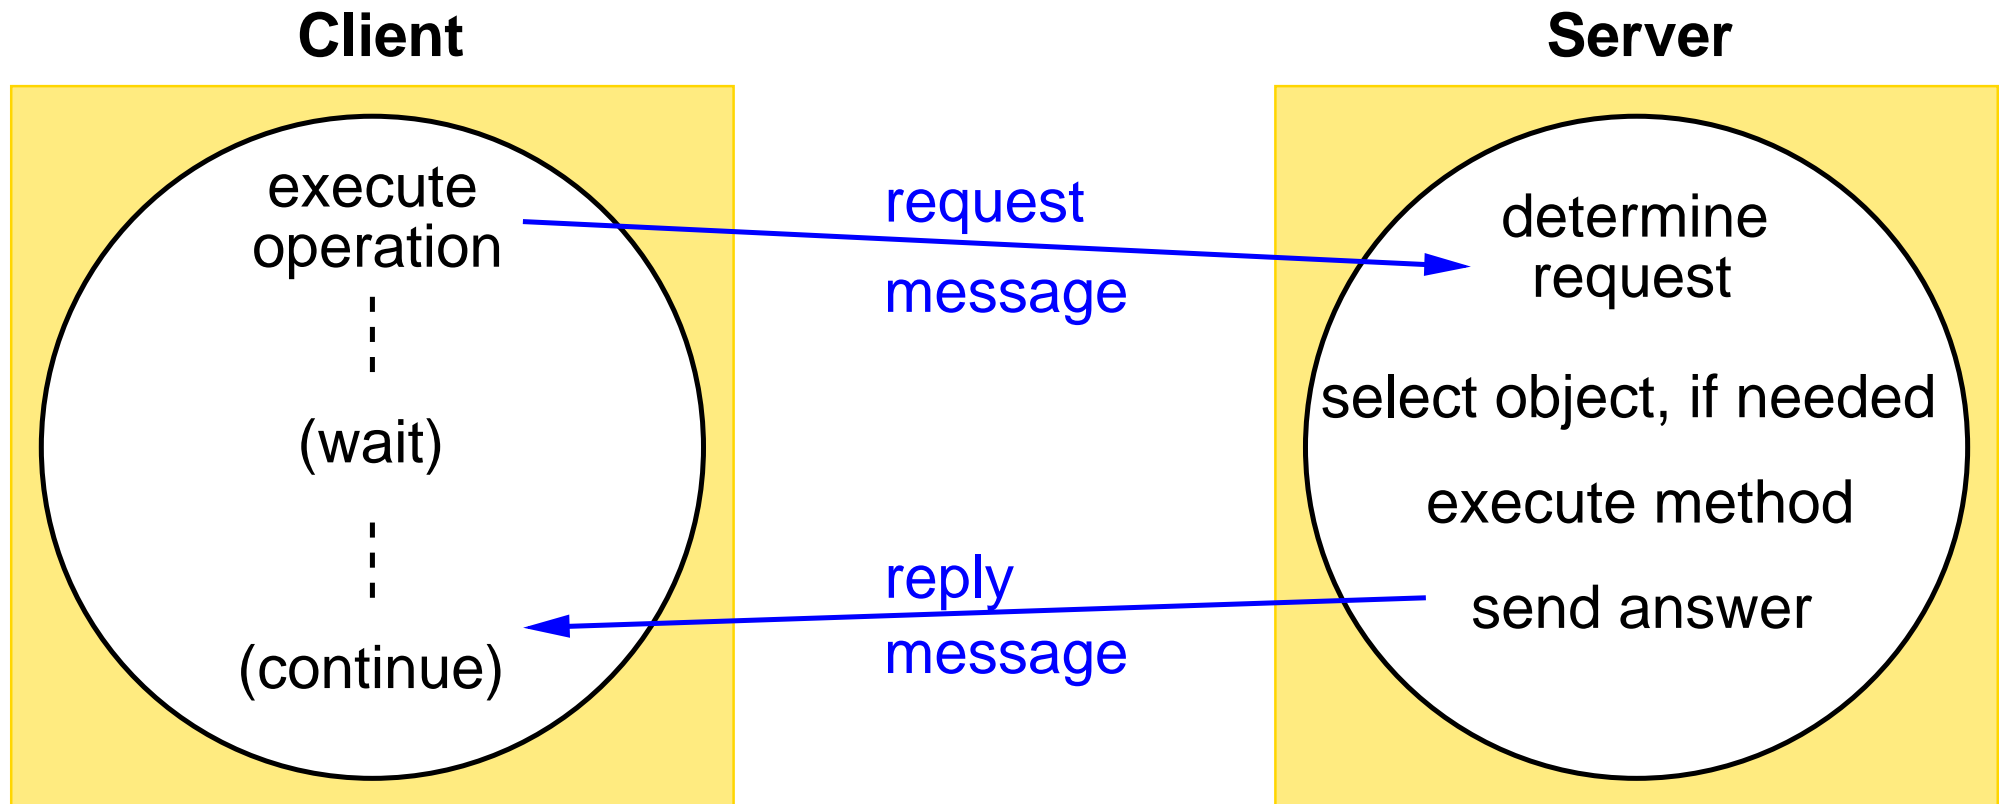 Client
Server
execute
operation
(wait)
(continue)
request
message
reply
message
determine
request
select object, if needed
execute method
send answer